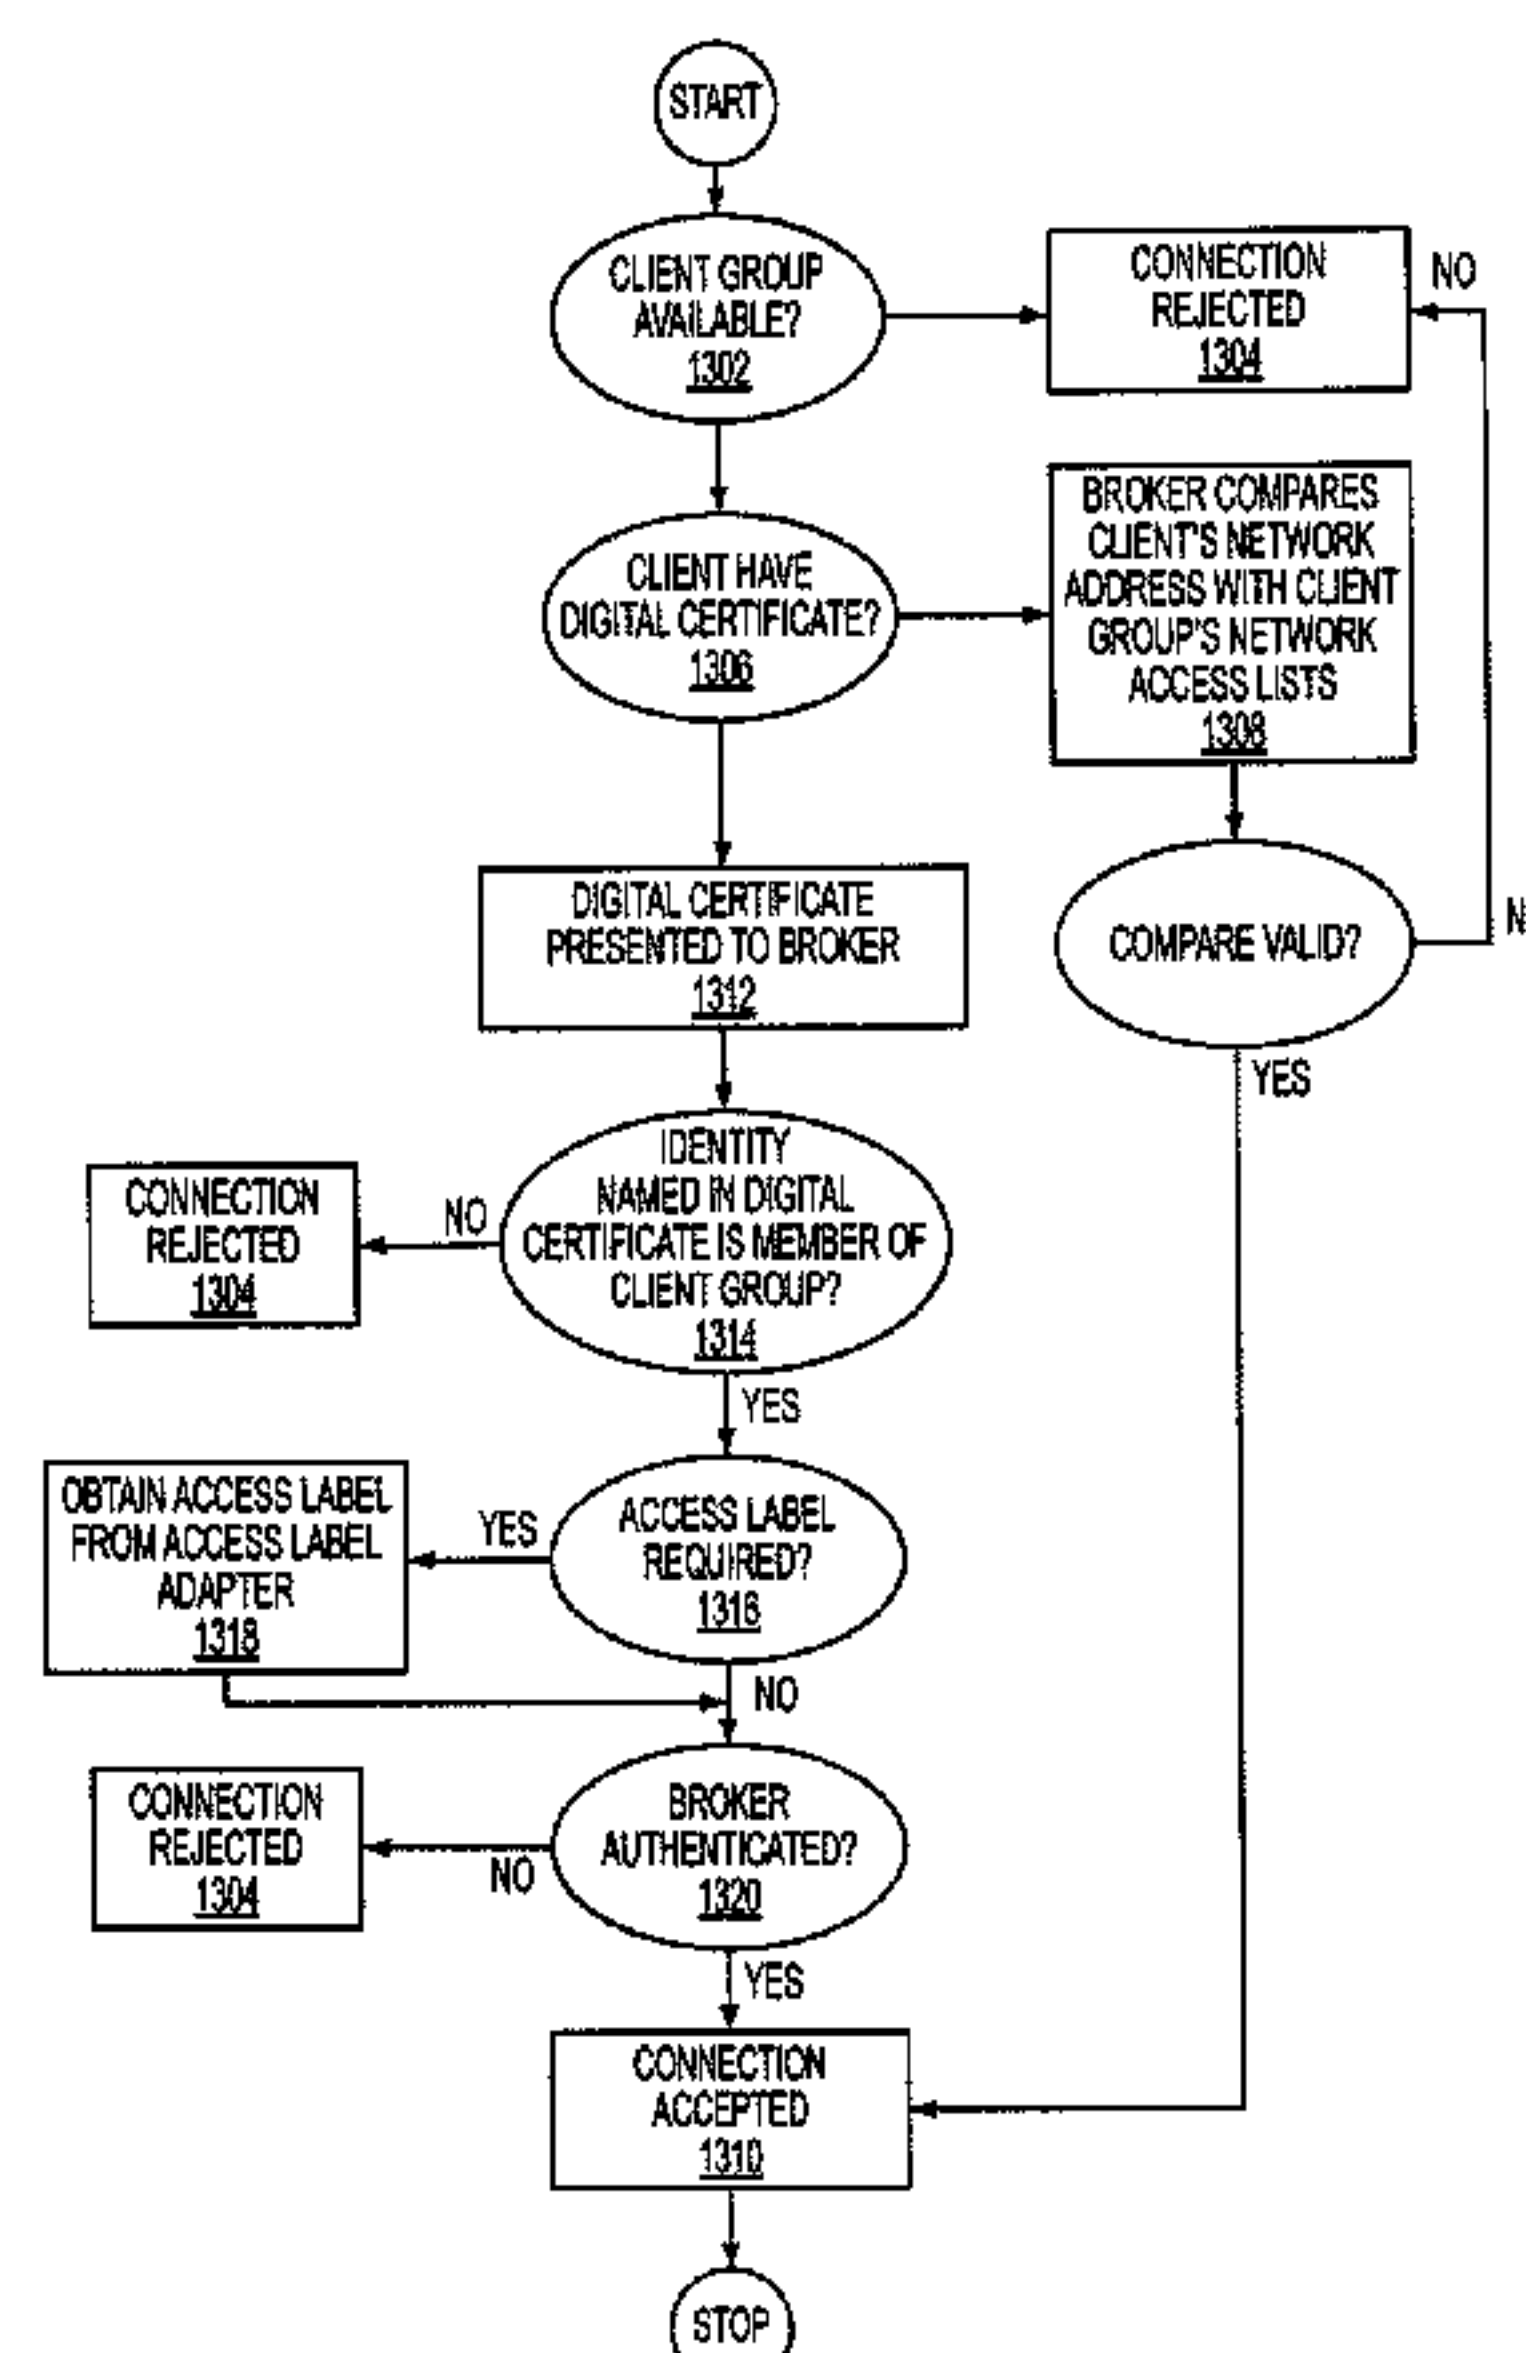 START
CLIENT GROUP
AVAILABLE?
1302
CONNECTION
REJECTED
1304
NO
CLIENT HAVE
DIGITAL CERTIFICATE?
1306
BROKER COMPARES
CLIENT'S NETWORK
ADDRESS WITH CLIENT
GROUP'S NETWORK
ACCESS LISTS
1308
DIGITAL CERTIFICATE
PRESENTED TO BROKER
1312
COMPARE VALID?
N
YES
IDENTITY
NAMED IN DIGITAL
CERTIFICATE IS MEMBER OF
CLIENT GROUP?
1314
NO
CONNECTION
REJECTED
1304
YES
ACCESS LABEL
REQUIRED?
1316
YES
OBTAIN ACCESS LABEL
FROM ACCESS LABEL
ADAPTER
1318
NO
BROKER
AUTHENTICATED?
1320
NO
CONNECTION
REJECTED
1304
YES
CONNECTION
ACCEPTED
1310
STOP